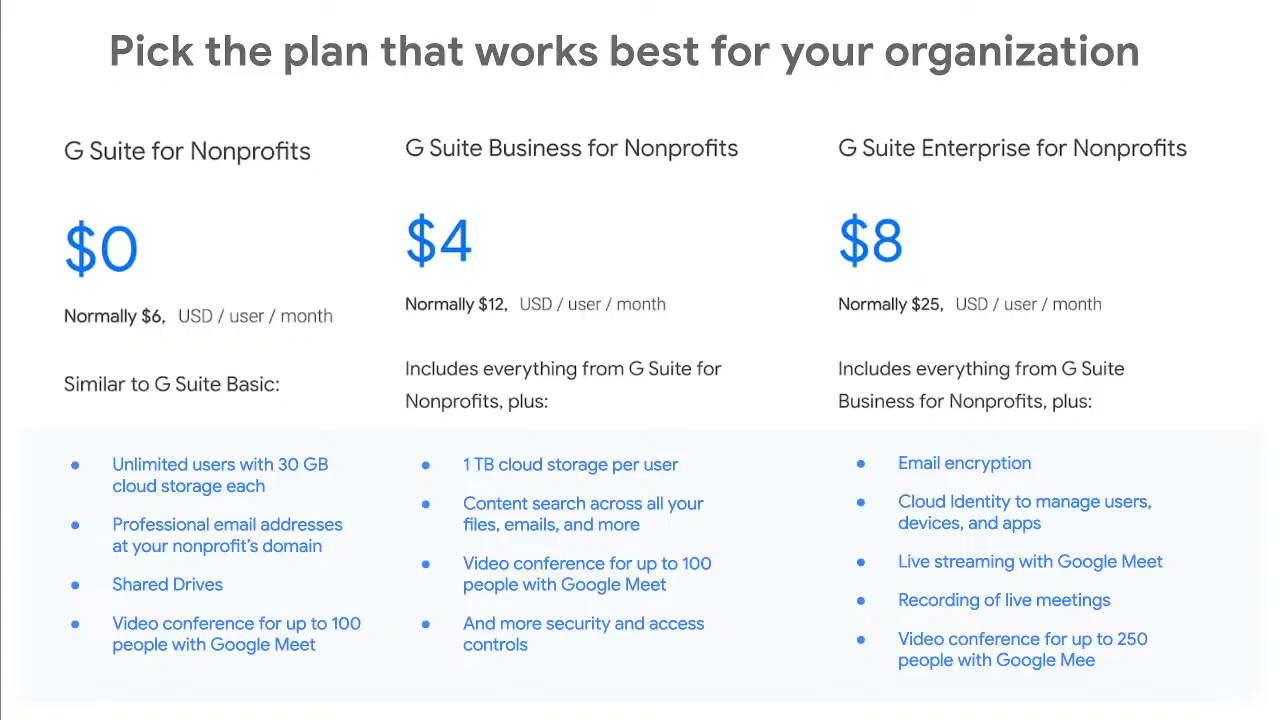 Pick the plan that works best for your organization
G Suite for Nonprofits
$0
Normally $6, USD / user / month
Similar to G Suite Basic:
● Unlimited users with 30 GB
cloud storage each
● Professional email addresses
at your nonprofit's domain
● Shared Drives
● Video conference for up to 100
people with Google Meet
G Suite Business for Nonprofits
$4
Normally $12, USD / user / month
Includes everything from G Suite for
Nonprofits, plus:
● 1 TB cloud storage per user
● Content search across all your
files, emails, and more
● Video conference for up to 100
people with Google Meet
● And more security and access
controls
G Suite Enterprise for Nonprofits
$8
Normally $25, USD / user / month
Includes everything from G Suite
Business for Nonprofits, plus:
● Email encryption
● Cloud Identity to manage users,
devices, and apps
● Live streaming with Google Meet
● Recording of live meetings
● Video conference for up to 250
people with Google Mee